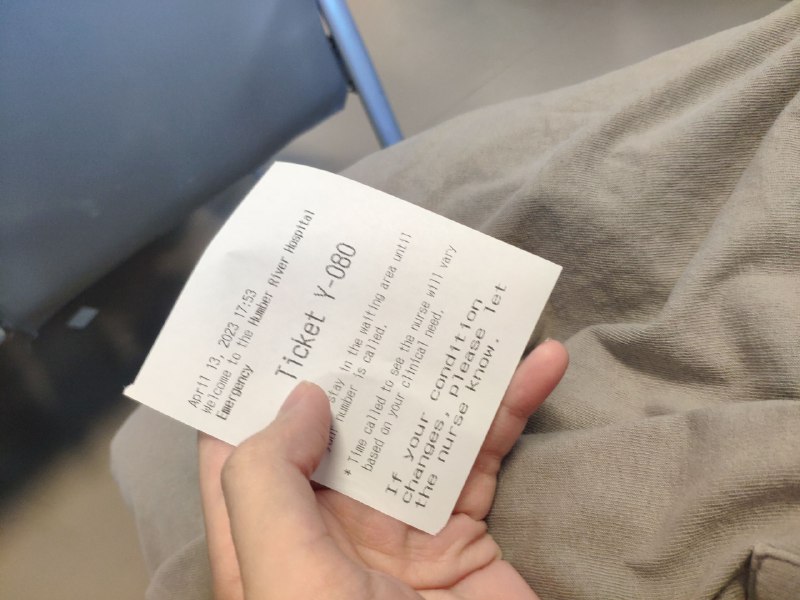 April 13, 2023 17:53
Welcome to the Humber River Hospital
Emergency
Ticket Y-080
stay in the waiting area until
your number is called.
* Time called to see the nurse will vary
based on your clinical need.
If your condition
changes, please let
the nurse know.